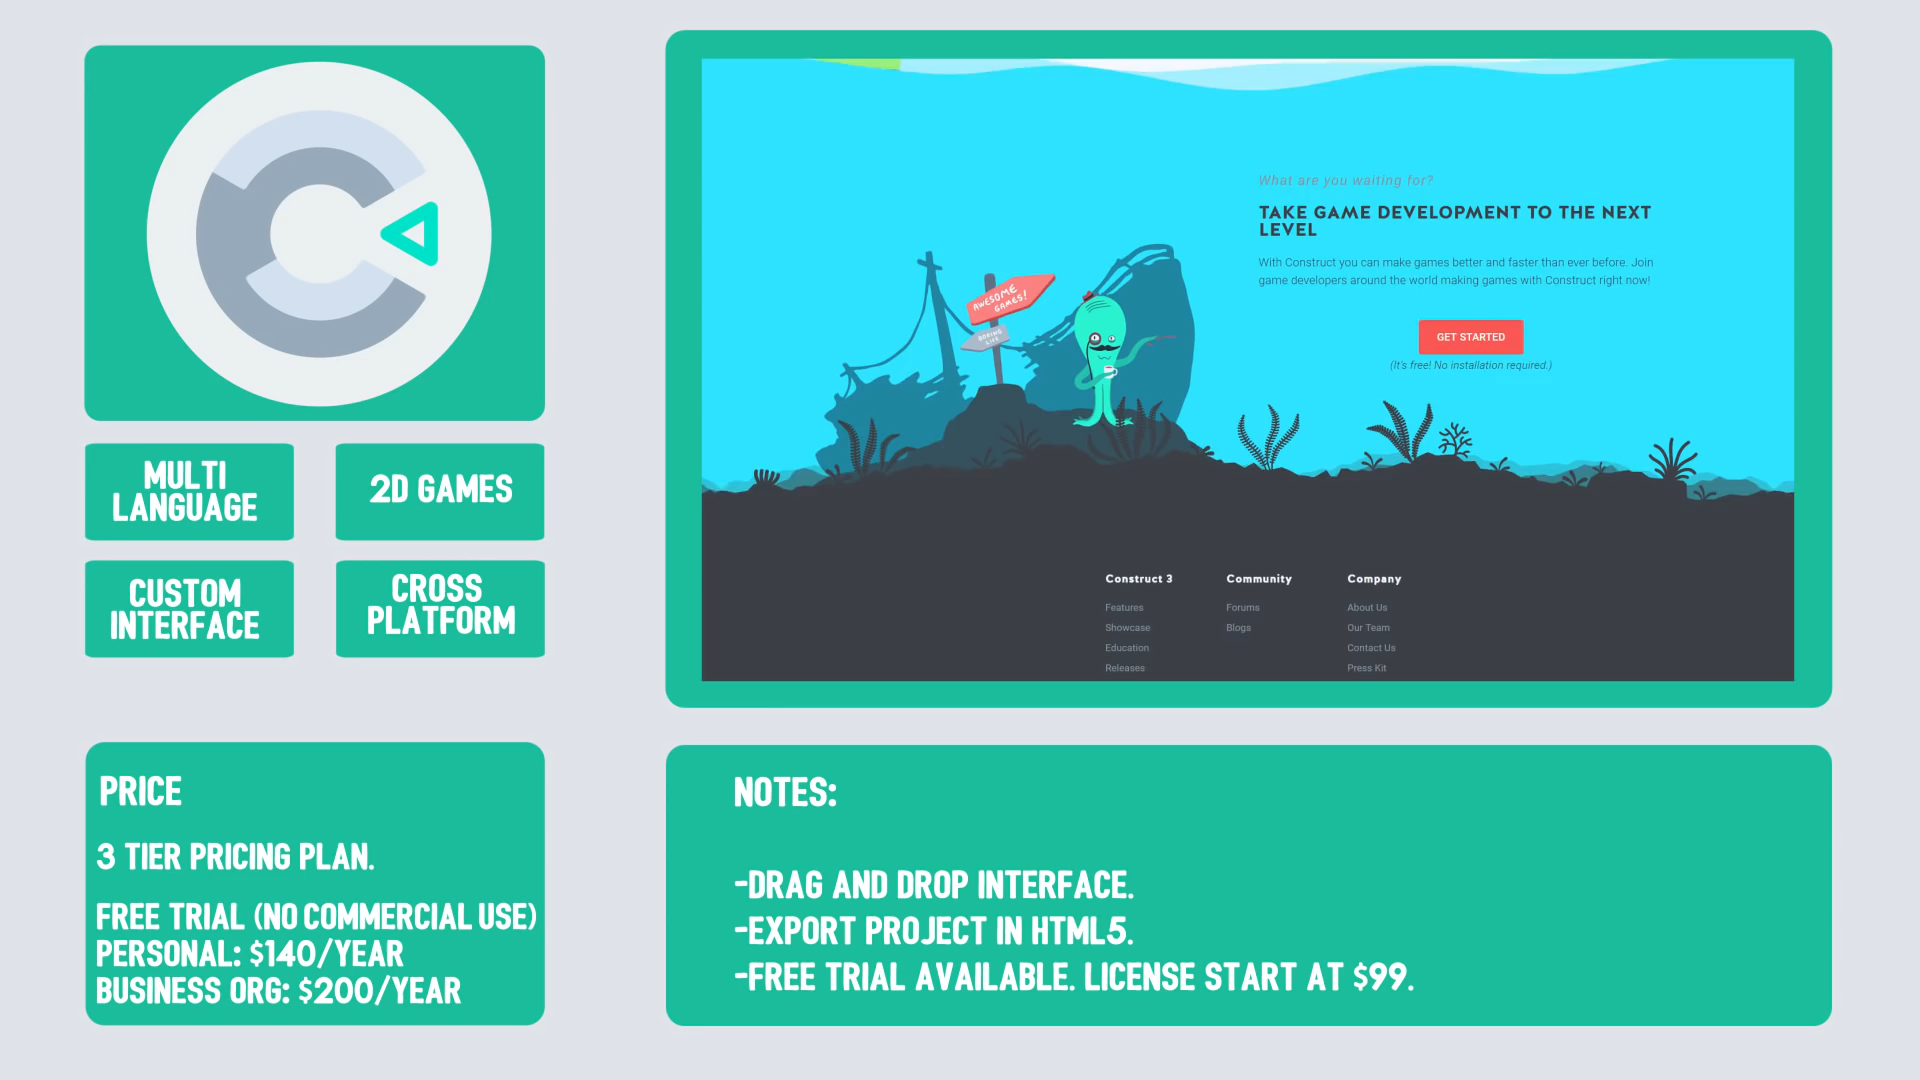 MULTI
LANGUAGE
2D GAMES
CUSTOM
INTERFACE
CROSS
PLATFORM
PRICE
3 TIER PRICING PLAN.
FREE TRIAL (NO COMMERCIAL USE)
PERSONAL: $140/YEAR
BUSINESS ORG: $200/YEAR
What are you waiting for?
TAKE GAME DEVELOPMENT TO THE NEXT
LEVEL
With Construct you can make games better and faster than ever before. Join
game developers around the world making games with Construct right now!
GET STARTED
(It's free! No installation required.)
AWESOME
GAMES!
BORING
LIFE
Construct 3
Features
Showcase
Education
Releases
Community
Forums
Blogs
Company
About Us
Our Team
Contact Us
Press Kit
NOTES:
-DRAG AND DROP INTERFACE.
-EXPORT PROJECT IN HTML5.
-FREE TRIAL AVAILABLE. LICENSE START AT $99.